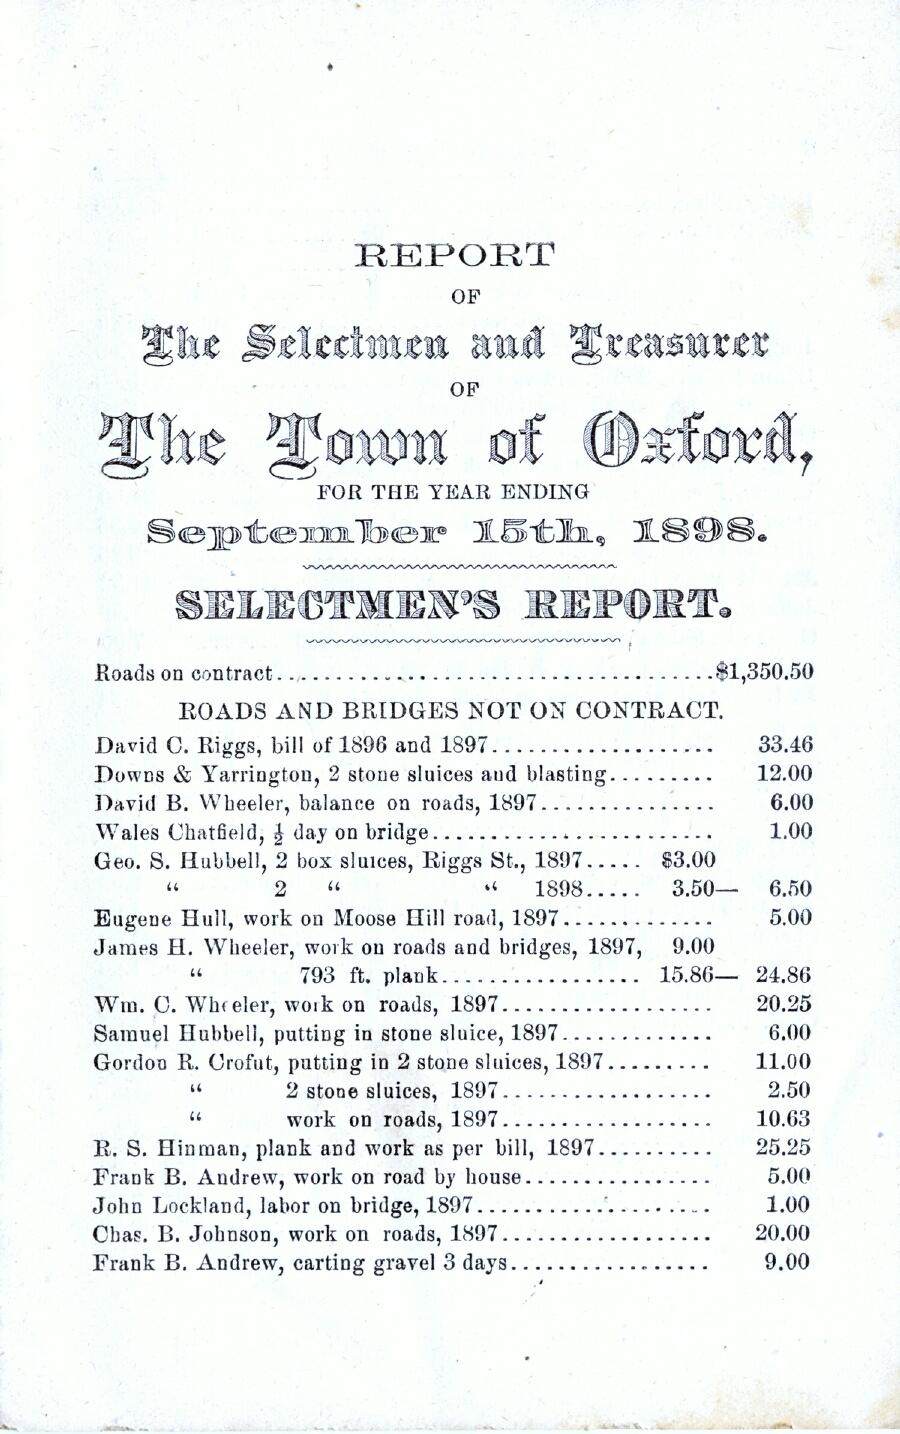 REPORT
OF
The Selectmen and Treasurer
OF
The Town of Oxford,
FOR THE YEAR ENDING
September 15th, 1898.
SELECTMEN'S REPORT.
Roads on contract........................................$1,350.50
ROADS AND BRIDGES NOT ON CONTRACT.
David C. Riggs, bill of 1896 and 1897.................... 33.46
Downs & Yarrington, 2 stone sluices and blasting......... 12.00
David B. Wheeler, balance on roads, 1897................ 6.00
Wales Chatfield, ½ day on bridge......................... 1.00
Geo. S. Hubbell, 2 box sluices, Riggs St., 1897..... $3.00
“ 2 “ “ 1898..... 3.50— 6.50
Eugene Hull, work on Moose Hill road, 1897.............. 5.00
James H. Wheeler, work on roads and bridges, 1897, 9.00
“ 793 ft. plank.................. 15.86— 24.86
Wm. C. Wheeler, work on roads, 1897................... 20.25
Samuel Hubbell, putting in stone sluice, 1897............. 6.00
Gordon R. Crofut, putting in 2 stone sluices, 1897......... 11.00
“ 2 stone sluices, 1897................... 2.50
“ work on roads, 1897................... 10.63
R. S. Hinman, plank and work as per bill, 1897.......... 25.25
Frank B. Andrew, work on road by house................. 5.00
John Lockland, labor on bridge, 1897..................... 1.00
Chas. B. Johnson, work on roads, 1897................... 20.00
Frank B. Andrew, carting gravel 3 days.................. 9.00